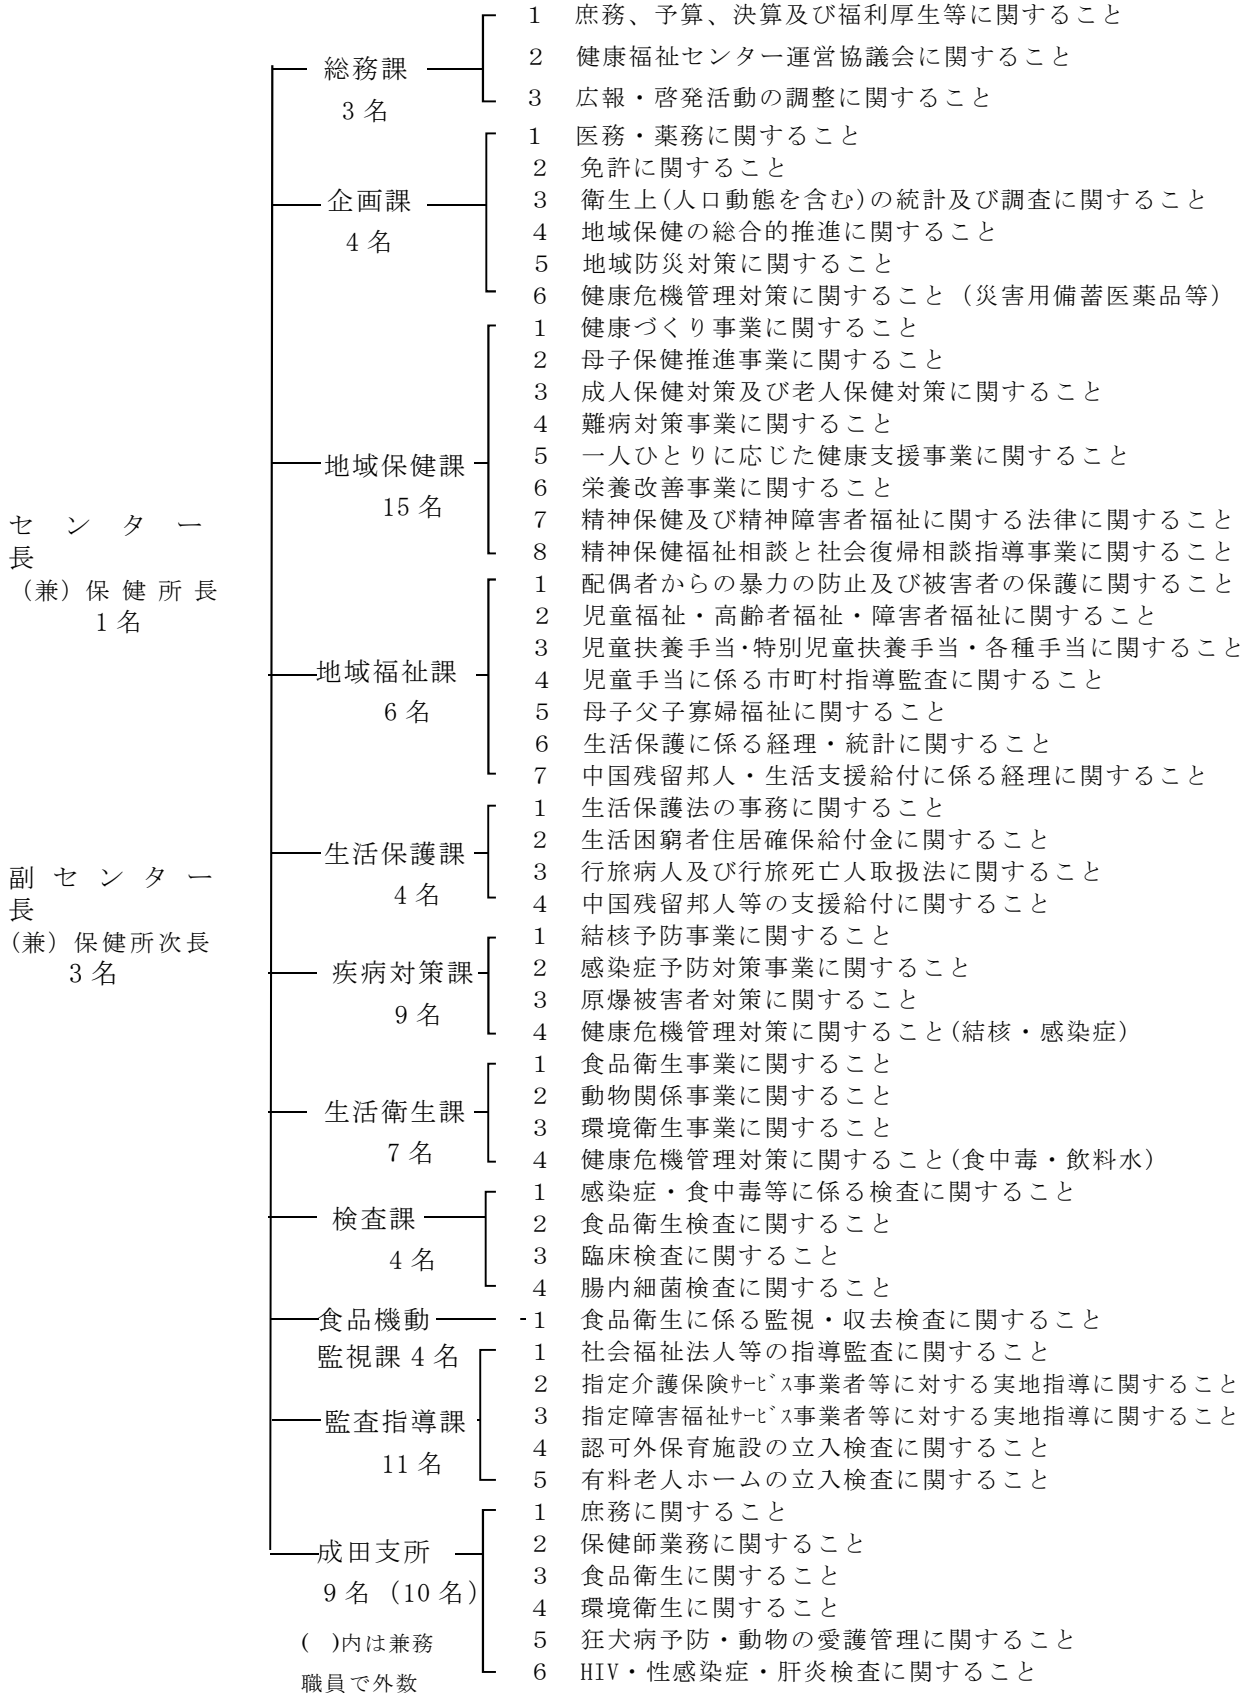 センター
長
（兼）保健所長
1名
副センター
長
（兼）保健所次長
3名
総務課
3名
1 庶務、予算、決算及び福利厚生等に関すること
2 健康福祉センター運営協議会に関すること
3 広報・啓発活動の調整に関すること
企画課
4名
1 医務・薬務に関すること
2 免許に関すること
3 衛生上(人口動態を含む)の統計及び調査に関すること
4 地域保健の総合的推進に関すること
5 地域防災対策に関すること
6 健康危機管理対策に関すること（災害用備蓄医薬品等）
地域保健課
15名
1 健康づくり事業に関すること
2 母子保健推進事業に関すること
3 成人保健対策及び老人保健対策に関すること
4 難病対策事業に関すること
5 一人ひとりに応じた健康支援事業に関すること
6 栄養改善事業に関すること
7 精神保健及び精神障害者福祉に関する法律に関すること
8 精神保健福祉相談と社会復帰相談指導事業に関すること
地域福祉課
6名
1 配偶者からの暴力の防止及び被害者の保護に関すること
2 児童福祉・高齢者福祉・障害者福祉に関すること
3 児童扶養手当･特別児童扶養手当・各種手当に関すること
4 児童手当に係る市町村指導監査に関すること
5 母子父子寡婦福祉に関すること
6 生活保護に係る経理・統計に関すること
7 中国残留邦人・生活支援給付に係る経理に関すること
生活保護課
4名
1 生活保護法の事務に関すること
2 生活困窮者住居確保給付金に関すること
3 行旅病人及び行旅死亡人取扱法に関すること
4 中国残留邦人等の支援給付に関すること
疾病対策課
9名
1 結核予防事業に関すること
2 感染症予防対策事業に関すること
3 原爆被害者対策に関すること
4 健康危機管理対策に関すること(結核・感染症)
生活衛生課
7名
1 食品衛生事業に関すること
2 動物関係事業に関すること
3 環境衛生事業に関すること
4 健康危機管理対策に関すること(食中毒・飲料水)
検査課
4名
1 感染症・食中毒等に係る検査に関すること
2 食品衛生検査に関すること
3 臨床検査に関すること
4 腸内細菌検査に関すること
食品機動
監視課 4名
1 食品衛生に係る監視・収去検査に関すること
監査指導課
11名
1 社会福祉法人等の指導監査に関すること
2 指定介護保険ｻｰﾋﾞｽ事業者等に対する実地指導に関すること
3 指定障害福祉ｻｰﾋﾞｽ事業者等に対する実地指導に関すること
4 認可外保育施設の立入検査に関すること
5 有料老人ホームの立入検査に関すること
成田支所
9名（10名）
(　)内は兼務
職員で外数
1 庶務に関すること
2 保健師業務に関すること
3 食品衛生に関すること
4 環境衛生に関すること
5 狂犬病予防・動物の愛護管理に関すること
6 HIV・性感染症・肝炎検査に関すること